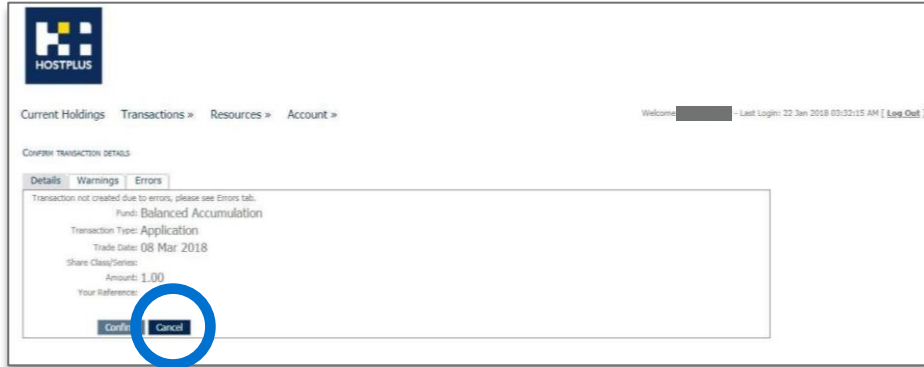 HOSTPLUS
Current Holdings Transactions » Resources » Account »
Welcome - Last Login: 22 Jan 2018 03:32:15 AM [ Log Out ]
CONFIRM TRANSACTION DETAILS
Details Warnings Errors
Transaction not created due to errors, please see Errors tab.
Fund: Balanced Accumulation
Transaction Type: Application
Trade Date: 08 Mar 2018
Share Class/Series:
Amount: 1.00
Your Reference:
Cancel